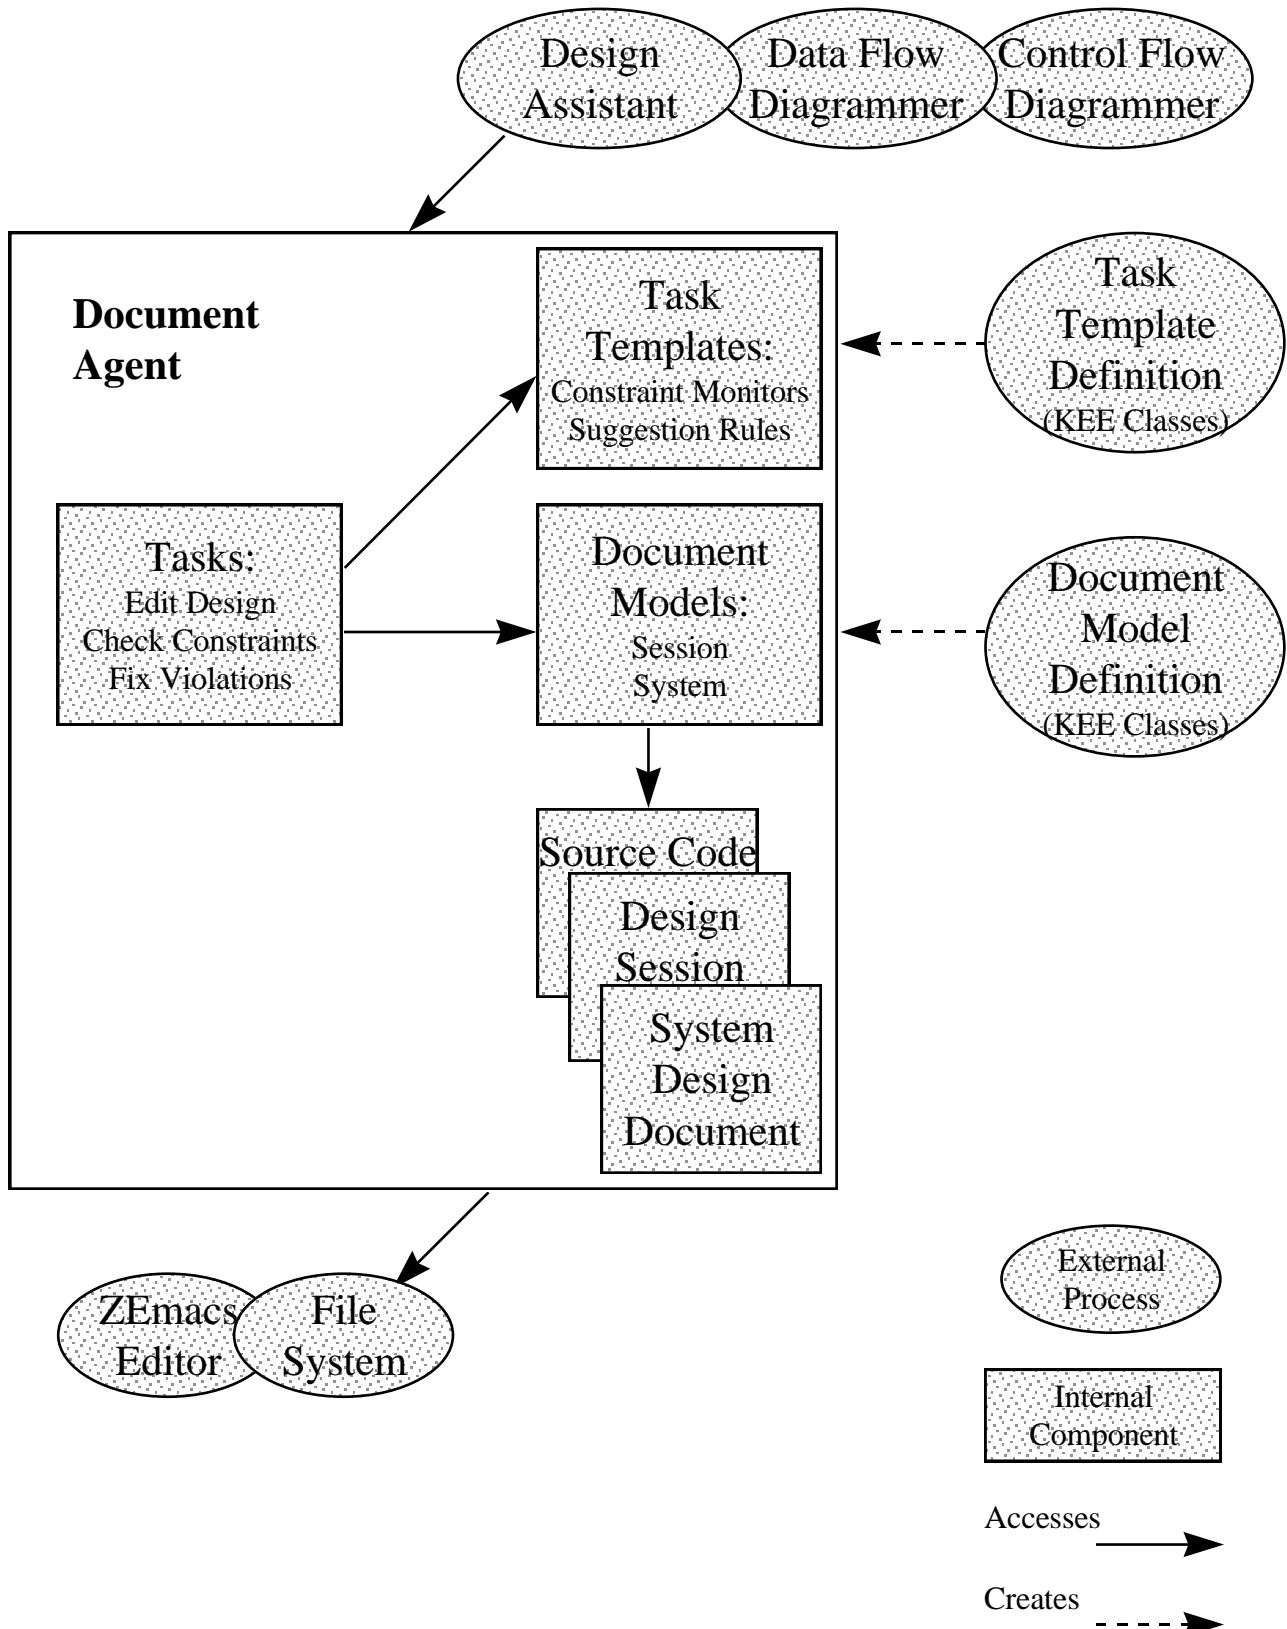 Design
Assistant
Data Flow
Diagrammer
Control Flow
Diagrammer
Document
Agent
Task
Templates:
Constraint Monitors
Suggestion Rules
Task
Template
Definition
(KEE Classes)
Tasks:
Edit Design
Check Constraints
Fix Violations
Document
Models:
Session
System
Document
Model
Definition
(KEE Classes)
Source Code
Design
Session
System
Design
Document
ZEmacs
Editor
File
System
External
Process
Internal
Component
Accesses
Creates